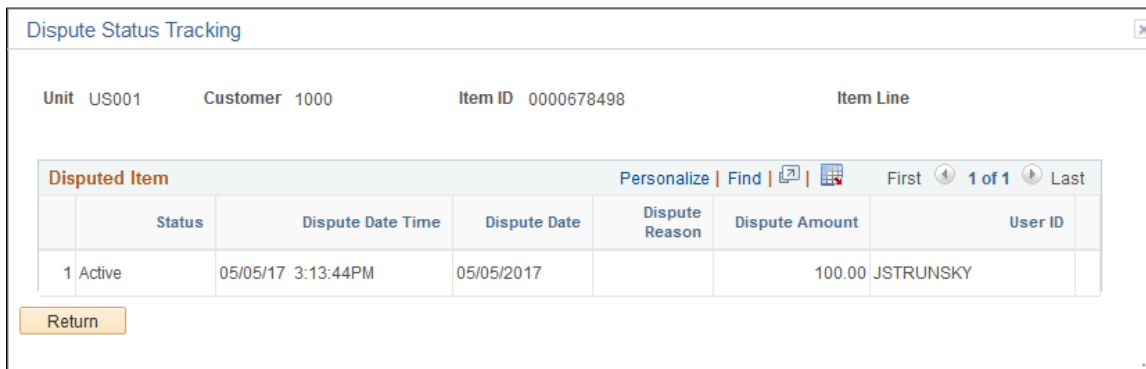 Dispute Status Tracking
Unit US001 Customer 1000 Item ID 0000678498 Item Line
Disputed Item Personalize | Find | | First 1 of 1 Last
Status Dispute Date Time Dispute Date Dispute Reason Dispute Amount User ID
1 Active 05/05/17 3:13:44PM 05/05/2017 100.00 JSTRUNSKY
Return